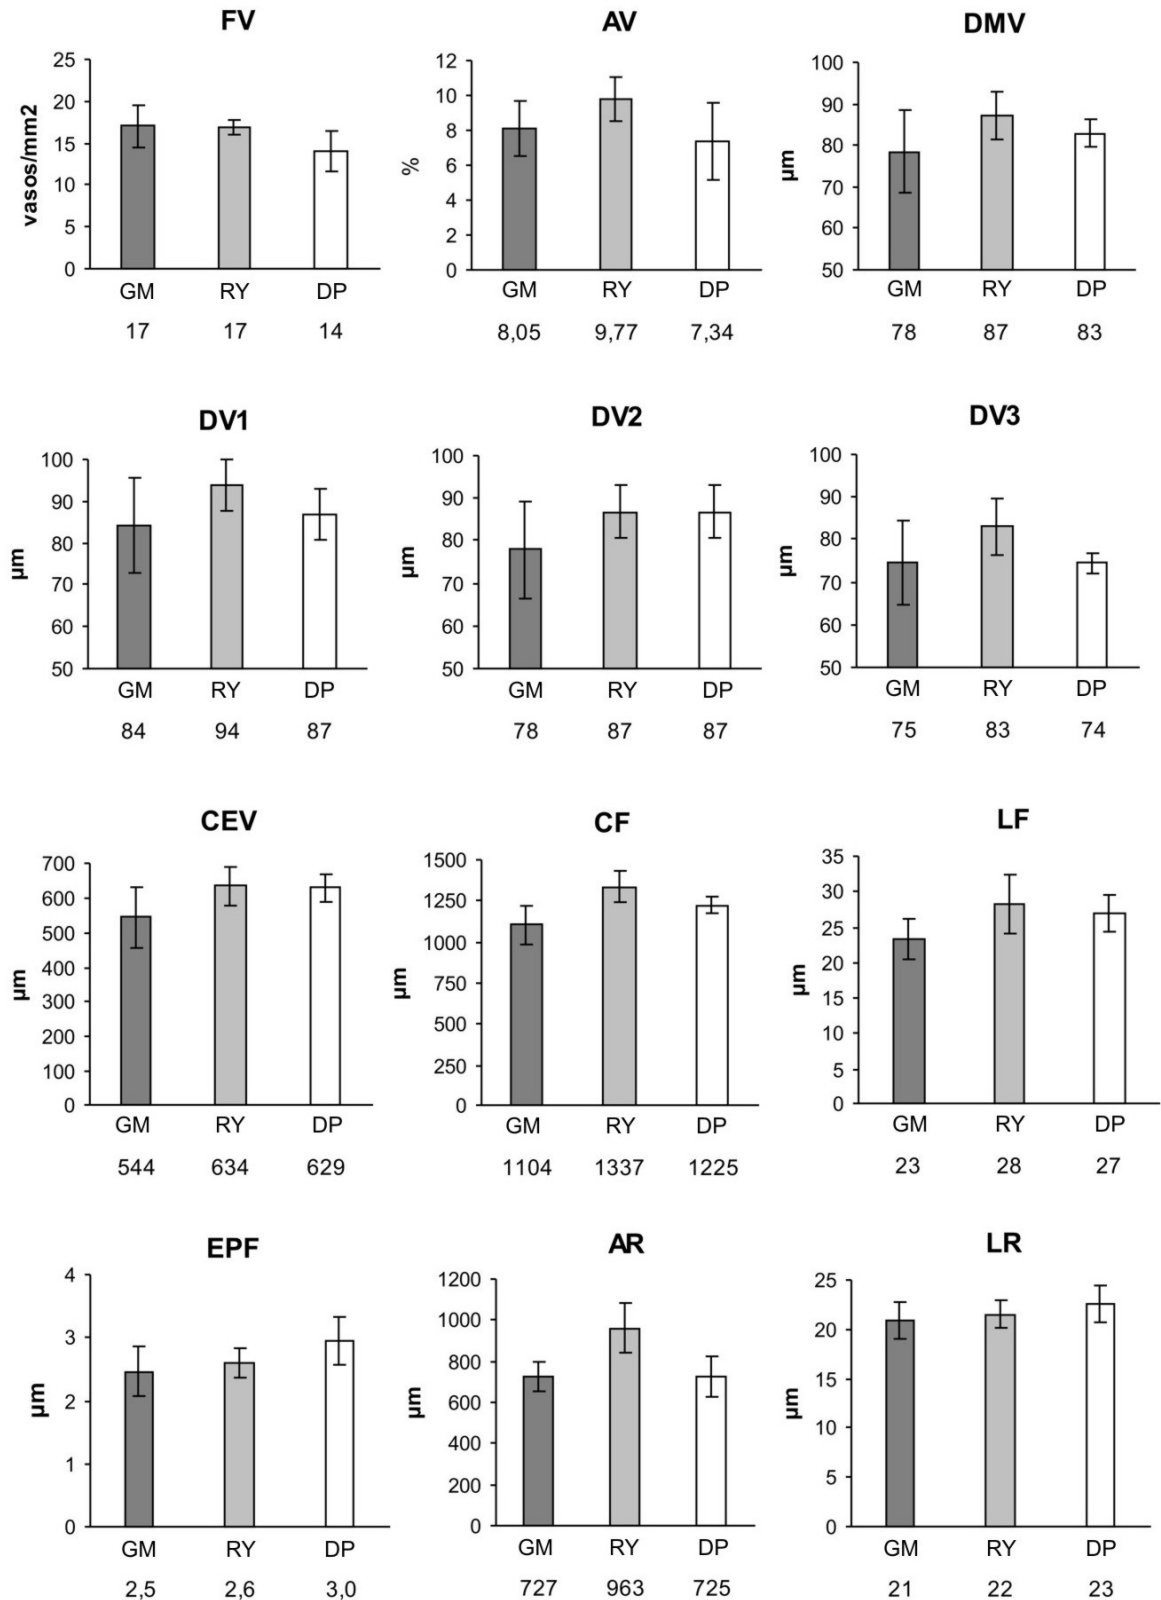 FV
25
20
15
10
5
0
vasos/mm2
GM RY DP
17 17 14
AV
12
10
8
6
4
2
0
%
GM RY DP
8,05 9,77 7,34
DMV
100
90
80
70
60
50
µm
GM RY DP
78 87 83
DV1
100
90
80
70
60
50
µm
GM RY DP
84 94 87
DV2
100
90
80
70
60
50
µm
GM RY DP
78 87 87
DV3
100
90
80
70
60
50
µm
GM RY DP
75 83 74
CEV
700
600
500
400
300
200
100
0
µm
GM RY DP
544 634 629
CF
1500
1250
1000
750
500
250
0
µm
GM RY DP
1104 1337 1225
LF
35
30
25
20
15
10
5
0
µm
GM RY DP
23 28 27
EPF
4
3
2
1
0
µm
GM RY DP
2,5 2,6 3,0
AR
1200
1000
800
600
400
200
0
µm
GM RY DP
727 963 725
LR
25
20
15
10
5
0
µm
GM RY DP
21 22 23